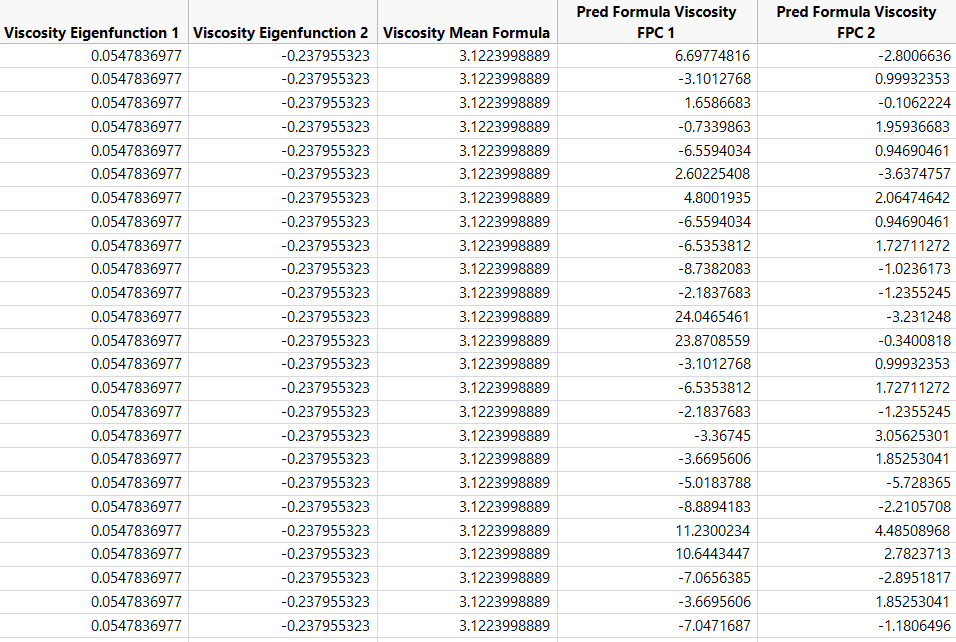 Pred Formula Viscosity Pred Formula Viscosity
Viscosity Eigenfunction 1 Viscosity Eigenfunction 2 Viscosity Mean Formula FPC 1 FPC 2
0.0547836977 -0.237955323 3.1223998889 6.69774816 -2.8006636
0.0547836977 -0.237955323 3.1223998889 -3.1012768 0.99932353
0.0547836977 -0.237955323 3.1223998889 1.6586683 -0.1062224
0.0547836977 -0.237955323 3.1223998889 -0.7339863 1.95936683
0.0547836977 -0.237955323 3.1223998889 -6.5594034 0.94690461
0.0547836977 -0.237955323 3.1223998889 2.60225408 -3.6374757
0.0547836977 -0.237955323 3.1223998889 4.8001935 2.06474642
0.0547836977 -0.237955323 3.1223998889 -6.5594034 0.94690461
0.0547836977 -0.237955323 3.1223998889 -6.5353812 1.72711272
0.0547836977 -0.237955323 3.1223998889 -8.7382083 -1.0236173
0.0547836977 -0.237955323 3.1223998889 -2.1837683 -1.2355245
0.0547836977 -0.237955323 3.1223998889 24.0465461 -3.231248
0.0547836977 -0.237955323 3.1223998889 23.8708559 -0.3400818
0.0547836977 -0.237955323 3.1223998889 -3.1012768 0.99932353
0.0547836977 -0.237955323 3.1223998889 -6.5353812 1.72711272
0.0547836977 -0.237955323 3.1223998889 -2.1837683 -1.2355245
0.0547836977 -0.237955323 3.1223998889 -3.36745 3.05625301
0.0547836977 -0.237955323 3.1223998889 -3.6695606 1.85253041
0.0547836977 -0.237955323 3.1223998889 -5.0183788 -5.728365
0.0547836977 -0.237955323 3.1223998889 -8.8894183 -2.2105708
0.0547836977 -0.237955323 3.1223998889 11.2300234 4.48508968
0.0547836977 -0.237955323 3.1223998889 10.6443447 2.7823713
0.0547836977 -0.237955323 3.1223998889 -7.0656385 -2.8951817
0.0547836977 -0.237955323 3.1223998889 -3.6695606 1.85253041
0.0547836977 -0.237955323 3.1223998889 -7.0471687 -1.1806496